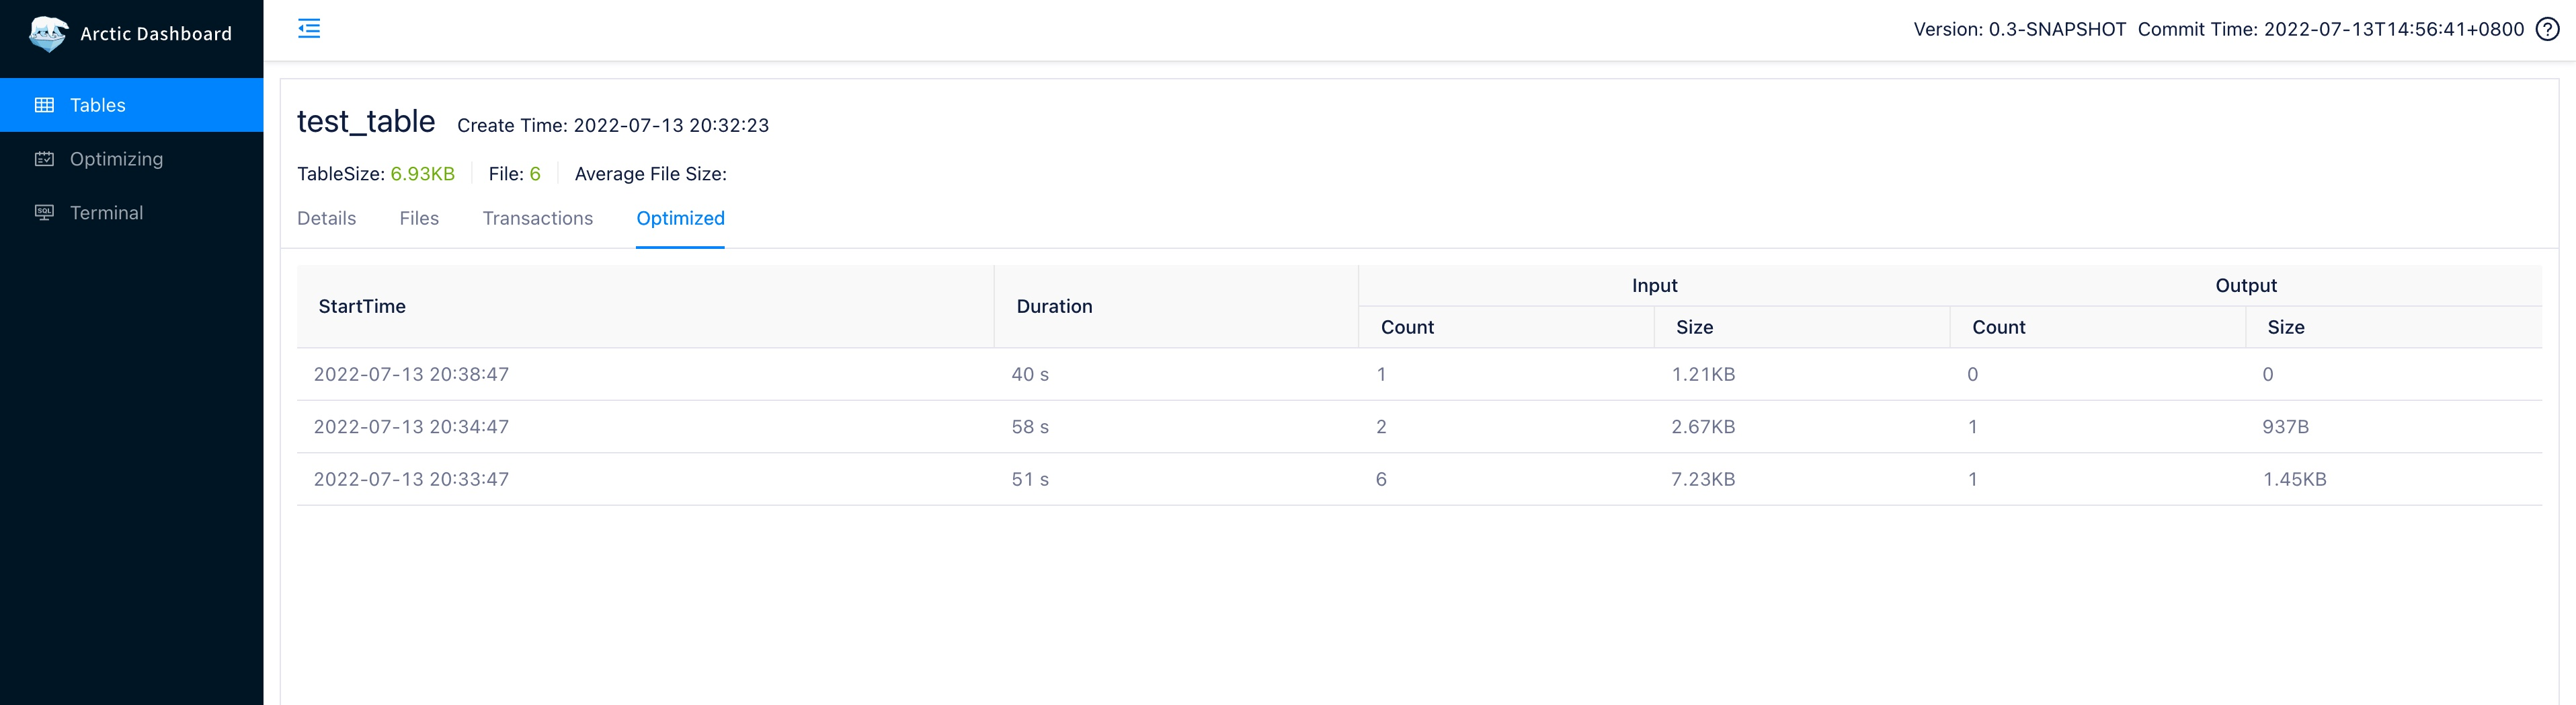 Arctic Dashboard
Version: 0.3-SNAPSHOT Commit Time: 2022-07-13T14:56:41+0800
Tables
Optimizing
Terminal
test_table Create Time: 2022-07-13 20:32:23
TableSize: 6.93KB File: 6 Average File Size:
Details Files Transactions Optimized
StartTime Duration Input Output
Count Size Count Size
2022-07-13 20:38:47 40 s 1 1.21KB 0 0
2022-07-13 20:34:47 58 s 2 2.67KB 1 937B
2022-07-13 20:33:47 51 s 6 7.23KB 1 1.45KB